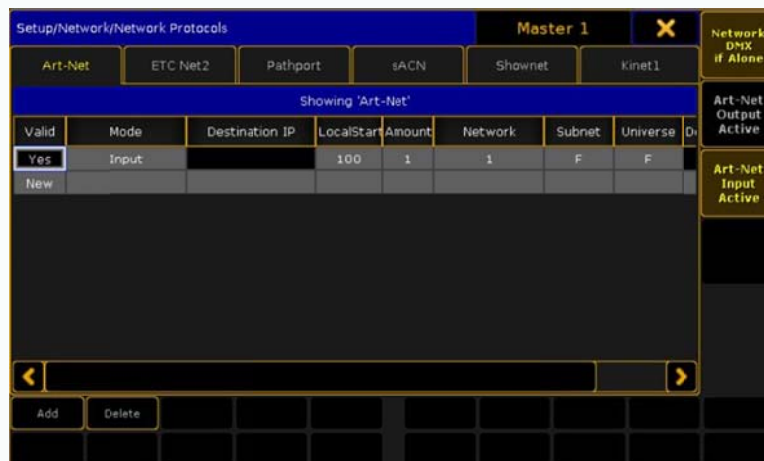 Setup/Network/Network Protocols
Master 1
Network
DMX
if Alone
Art-Net
ETC Net2
Pathport
sACN
Shownet
Kinet1
Showing 'Art-Net'
Art-Net
Output
Active
Valid
Mode
Destination IP
LocalStart
Amount
Network
Subnet
Universe
Yes
Input
100
1
1
F
F
New
Art-Net
Input
Active
Add
Delete